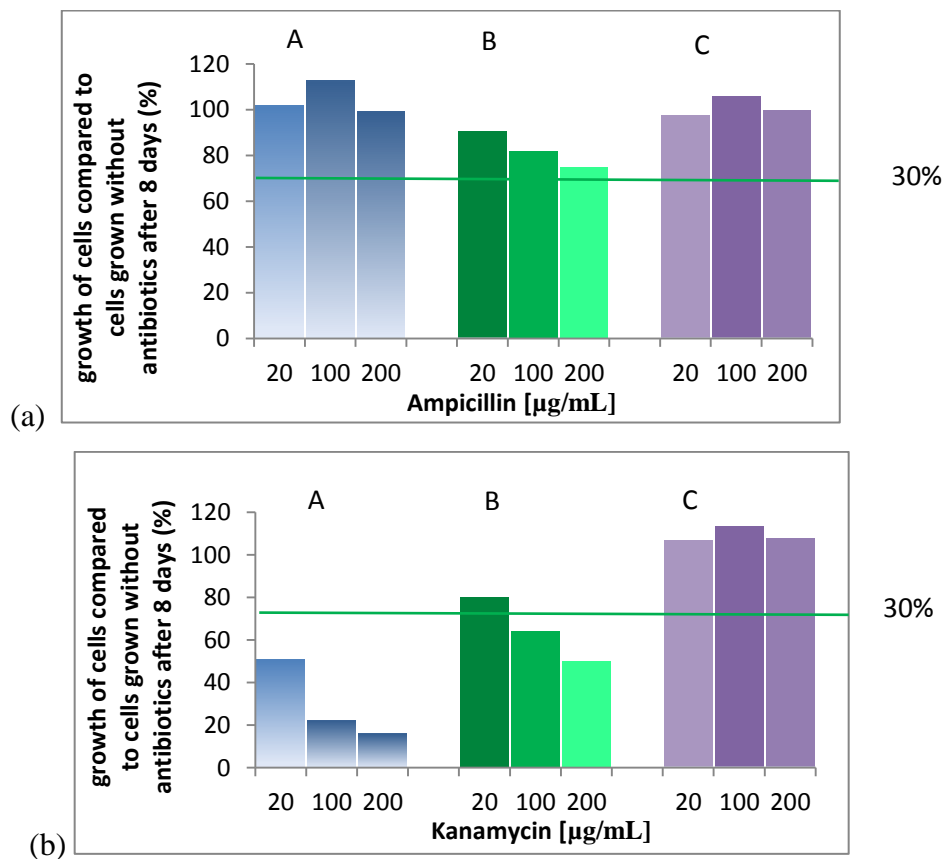 A B C
growth of cells compared to
cells grown without
antibiotics after 8 days (%)
120
100
80
60
40
20
0
30%
20 100 200 20 100 200 20 100 200
Ampicillin [µg/mL]
(a)
A B C
growth of cells compared
to cells grown without
antibiotics after 8 days (%)
120
100
80
60
40
20
0
30%
20 100 200 20 100 200 20 100 200
Kanamycin [µg/mL]
(b)